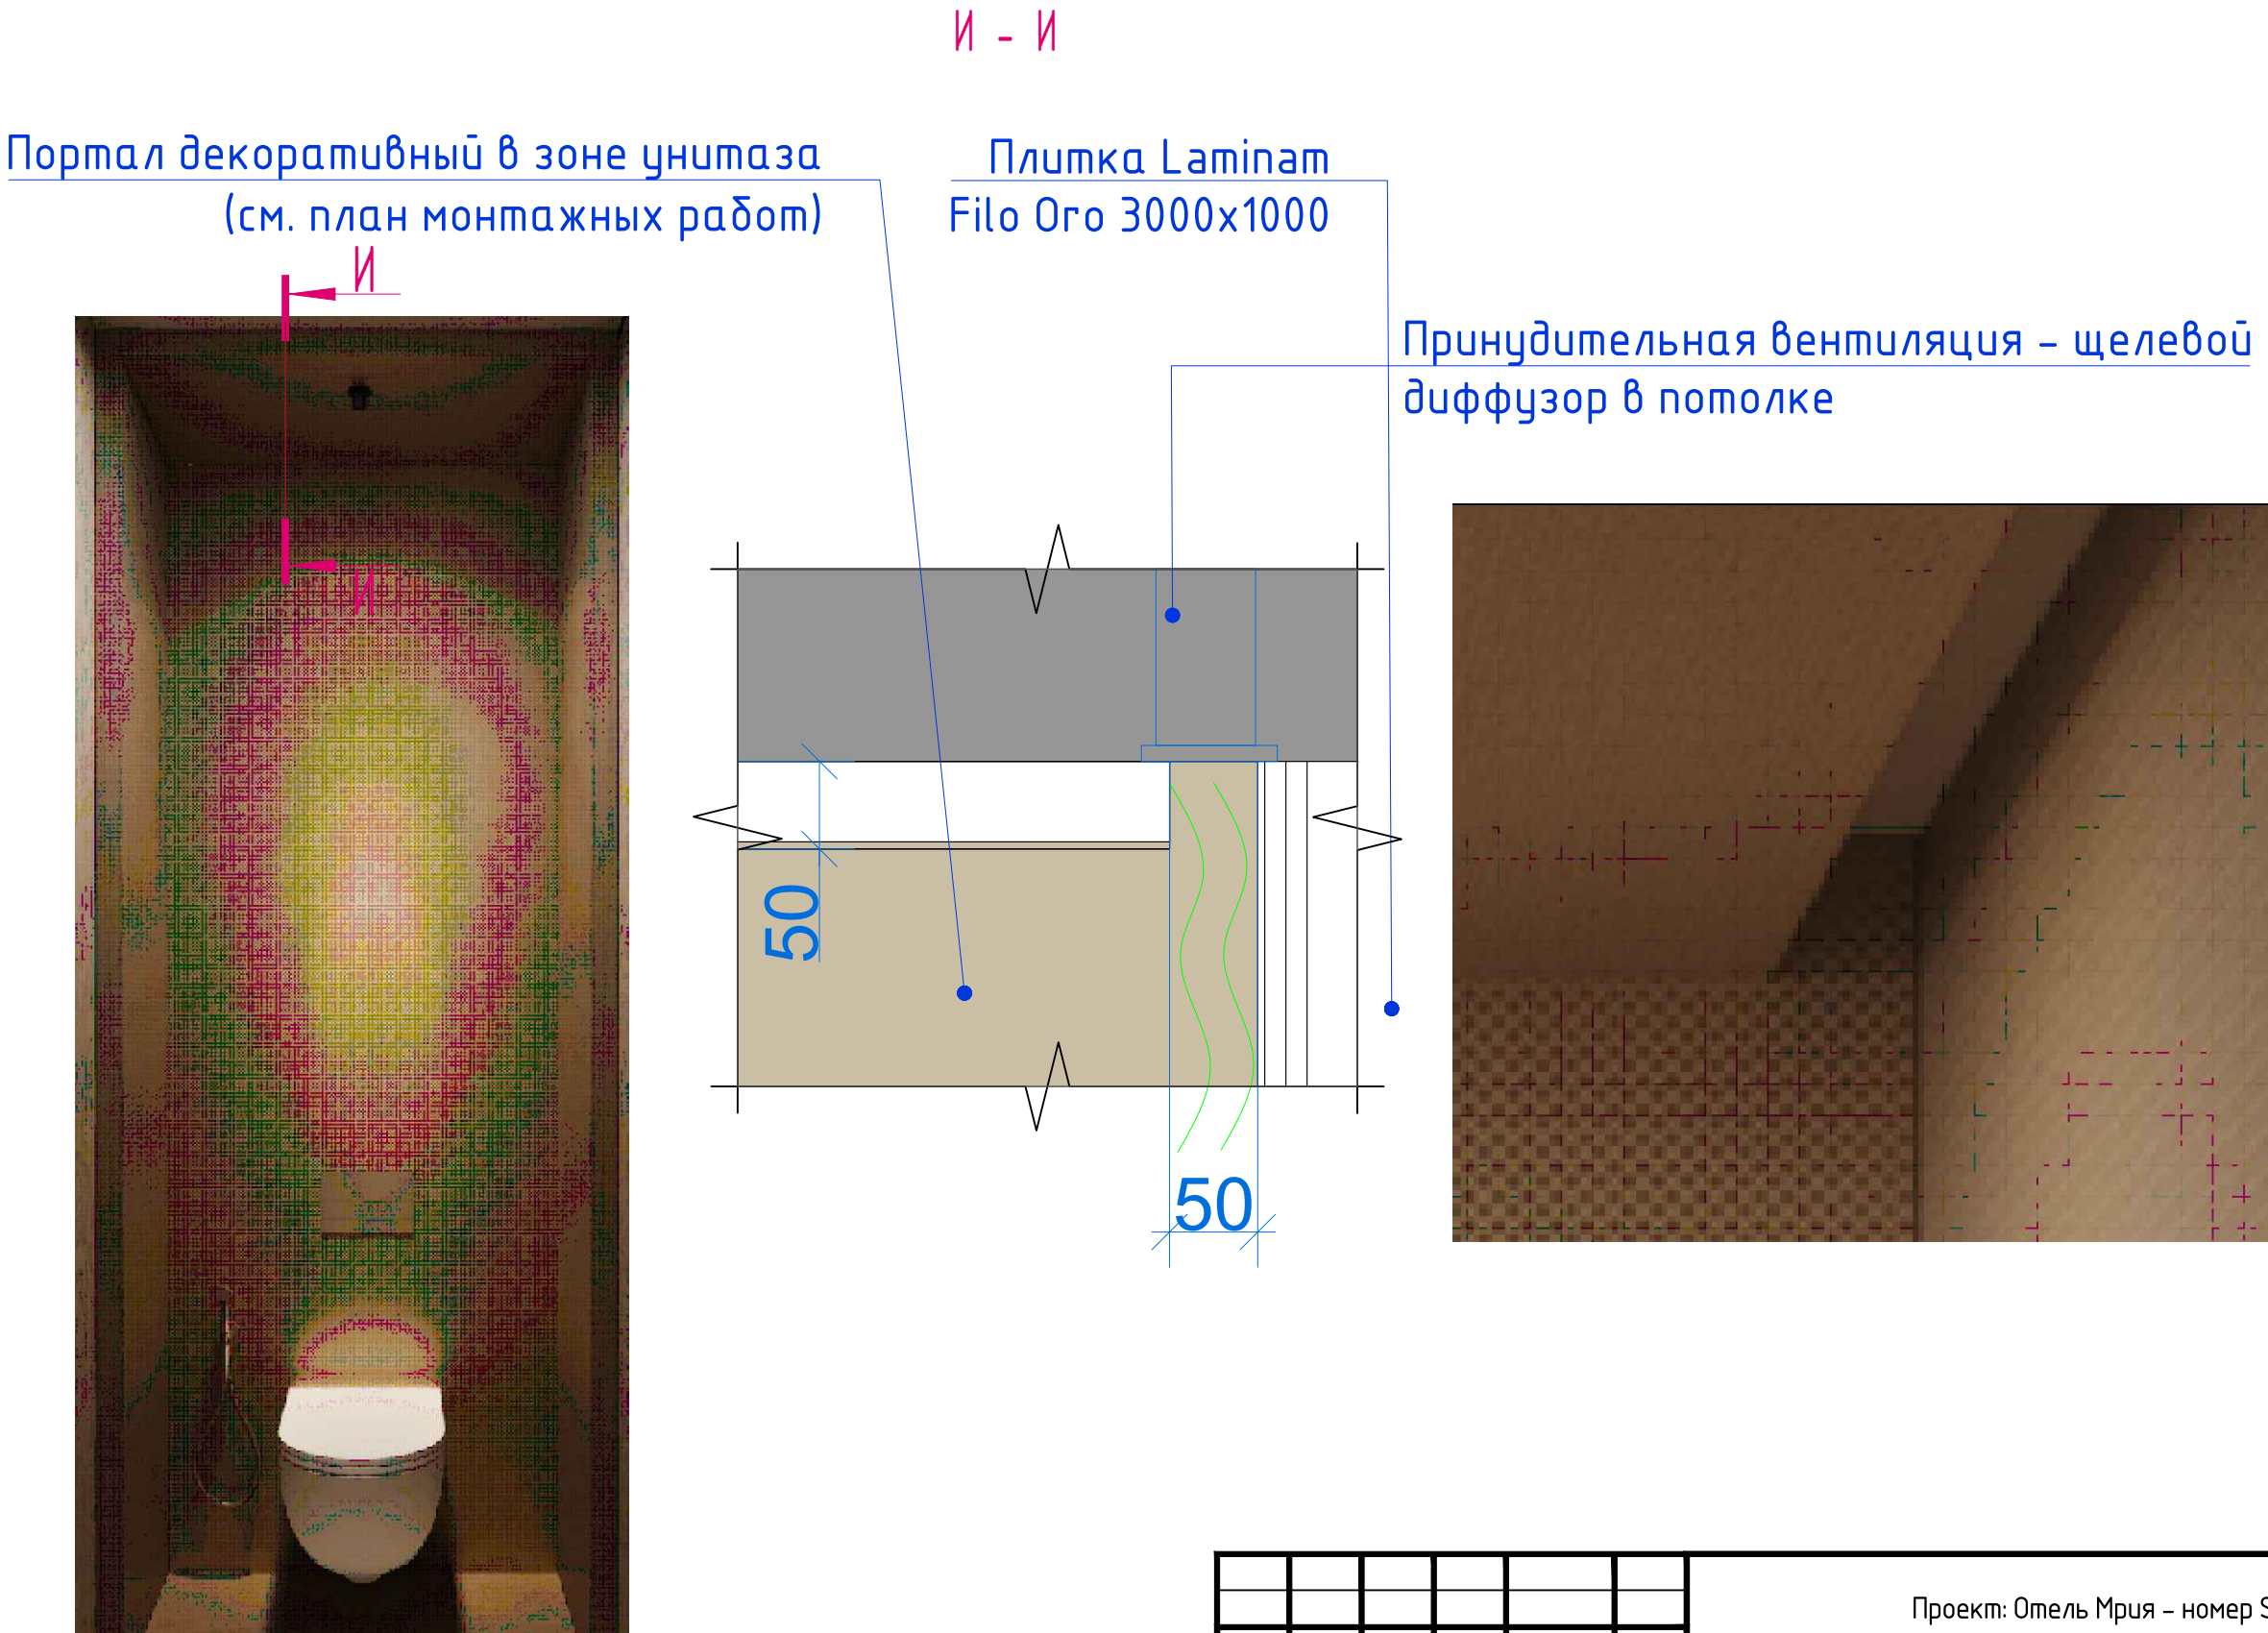 И - И
Портал декоративный в зоне унитаза
(см. план монтажных работ)
Плитка Laminam
Filo Oro 3000x1000
И
Принудительная вентиляция - щелевой
диффузор в потолке
И
50
50
Проект: Отель Мрия - номер S